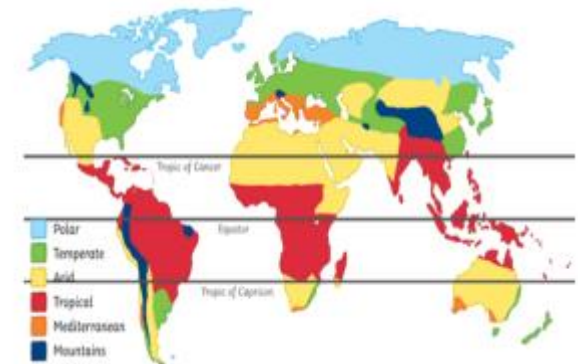 Tropic of Cancer
Equator
Tropic of Capricorn
Polar
Temperate
Arid
Tropical
Mediterranean
Mountains